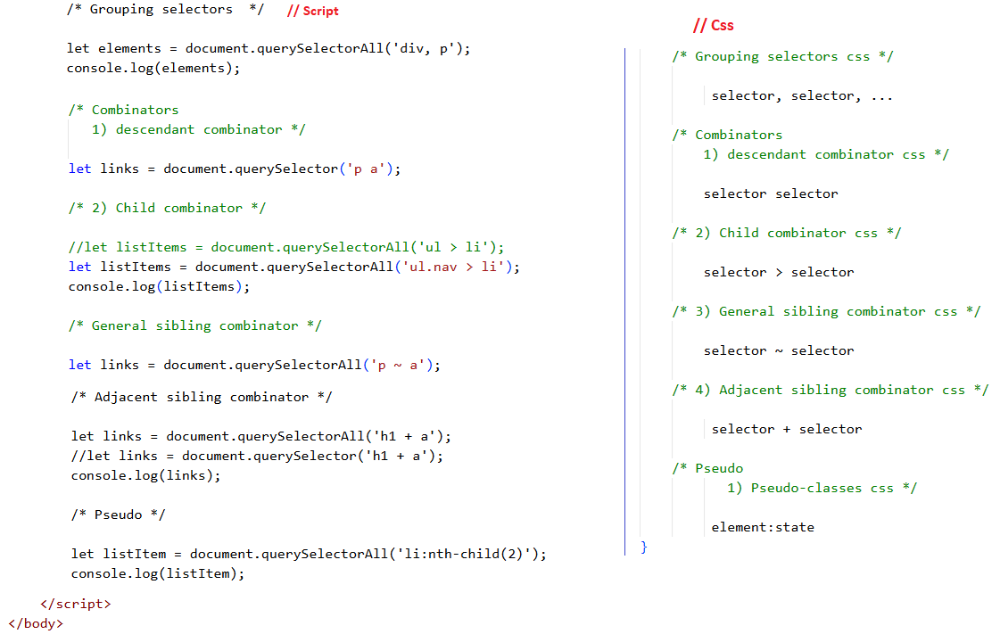 /* Grouping selectors  */   // Script
let elements = document.querySelectorAll('div, p');
console.log(elements);
/* Combinators
1) descendant combinator */
let links = document.querySelector('p a');
/* 2) Child combinator */
//let listItems = document.querySelectorAll('ul > li');
let listItems = document.querySelectorAll('ul.nav > li');
console.log(listItems);
/* General sibling combinator */
let links = document.querySelectorAll('p ~ a');
/* Adjacent sibling combinator */
let links = document.querySelectorAll('h1 + a');
//let links = document.querySelector('h1 + a');
console.log(links);
/* Pseudo */
let listItem = document.querySelectorAll('li:nth-child(2)');
console.log(listItem);
</script>
</body>
// Css
/* Grouping selectors css */
selector, selector, ...
/* Combinators
1) descendant combinator css */
selector selector
/* 2) Child combinator css */
selector > selector
/* 3) General sibling combinator css */
selector ~ selector
/* 4) Adjacent sibling combinator css */
selector + selector
/* Pseudo
1) Pseudo-classes css */
element:state
}